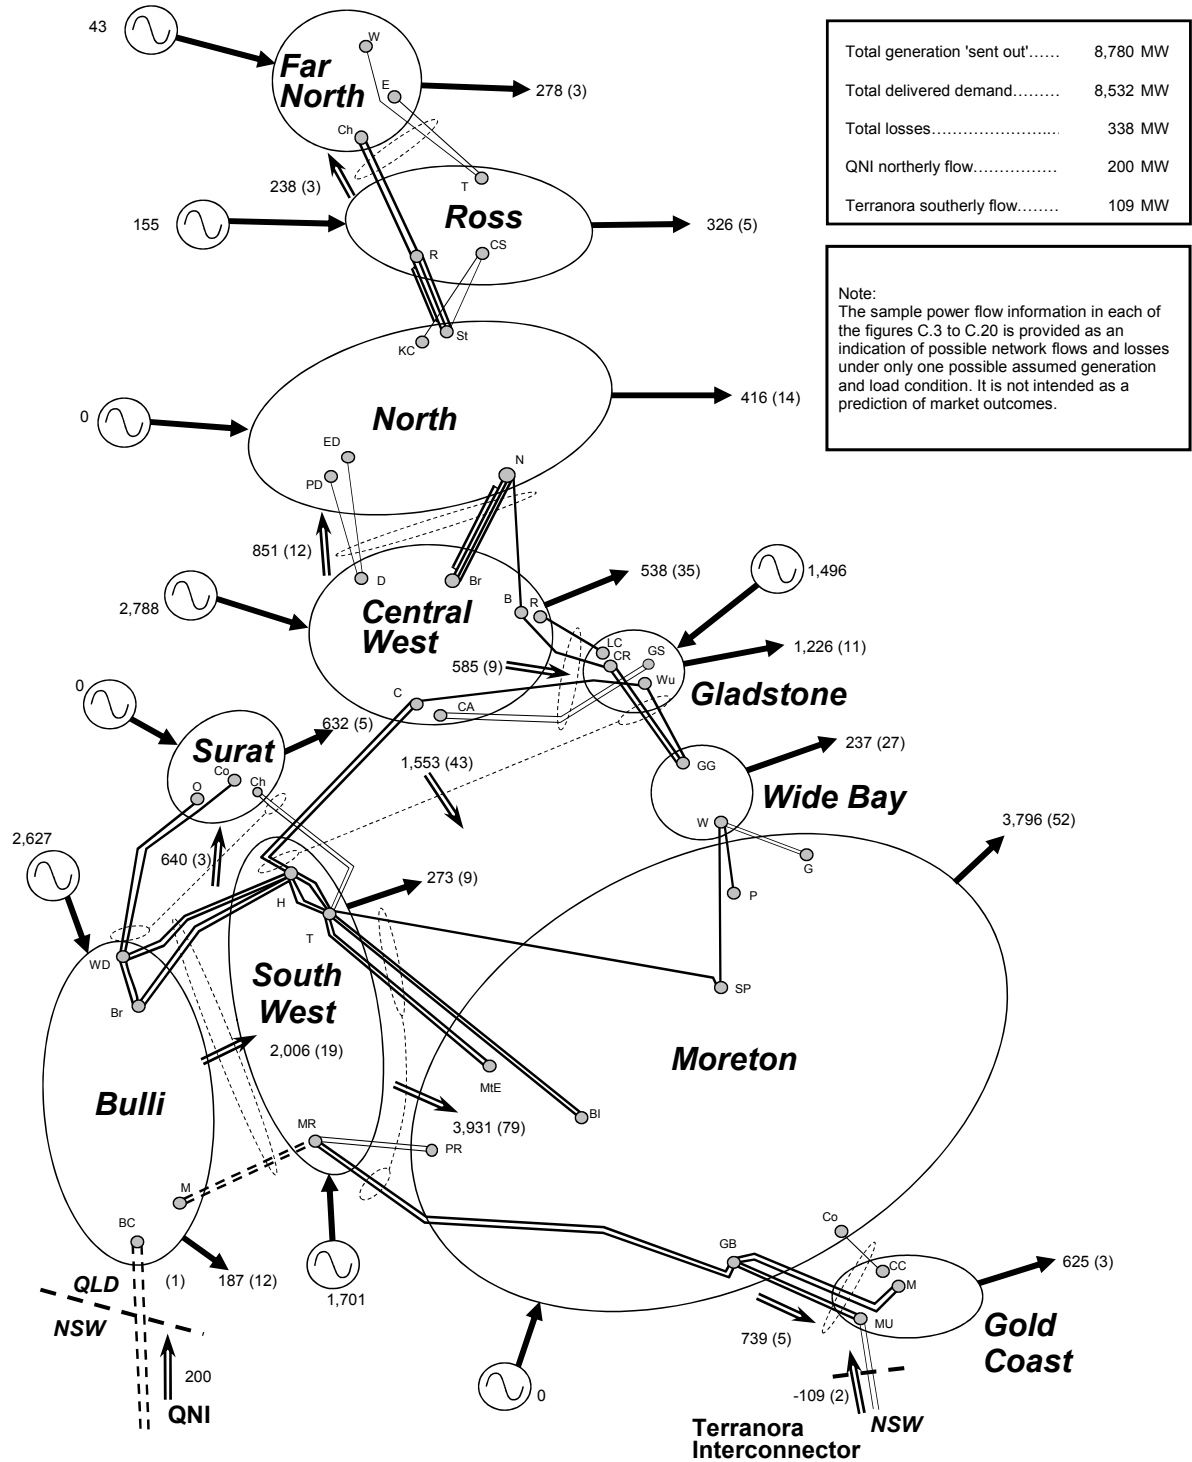 43
W
Far
North
E
278 (3)
Ch
238 (3)
T
Ross
155
326 (5)
CS
R
St
KC
0
North
416 (14)
ED
PD
N
851 (12)
D
Br
2,788
Central
West
B
R
538 (35)
1,496
LC
CR
GS
Wu
1,226 (11)
585 (9)
Gladstone
C
CA
0
632 (5)
Surat
Co
Ch
O
1,553 (43)
GG
237 (27)
Wide Bay
W
G
P
3,796 (52)
2,627
640 (3)
273 (9)
H
T
WD
Br
South
West
SP
2,006 (19)
Moreton
MtE
Bulli
BI
MR
3,931 (79)
PR
M
BC
Co
GB
CC
M
MU
625 (3)
QLD
(1)
187 (12)
NSW
1,701
739 (5)
Gold
Coast
200
QNI
0
-109 (2)
NSW
Terranora
Interconnector
Total generation 'sent out'...... 8,780 MW
Total delivered demand......... 8,532 MW
Total losses........................ 338 MW
QNI northerly flow................ 200 MW
Terranora southerly flow........ 109 MW
Note:
The sample power flow information in each of
the figures C.3 to C.20 is provided as an
indication of possible network flows and losses
under only one possible assumed generation
and load condition. It is not intended as a
prediction of market outcomes.